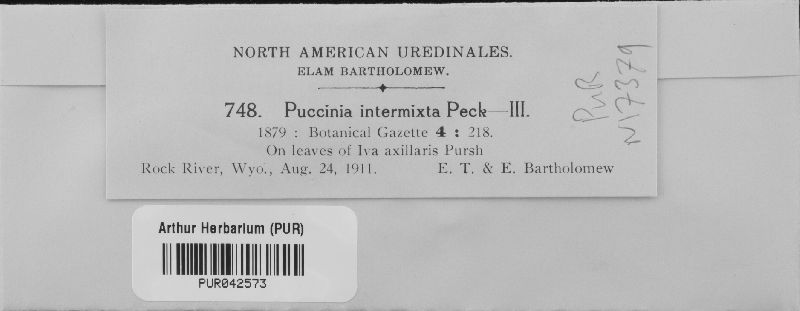 NORTH AMERICAN UREDINALES.
ELAM BARTHOLOMEW.
748. Puccinia intermixta Peck—III.
1879 : Botanical Gazette 4 : 218.
On leaves of Iva axillaris Pursh
Rock River, Wyo., Aug. 24, 1911. E. T. & E. Bartholomew
PUR
N17379
Arthur Herbarium (PUR)
PUR042573